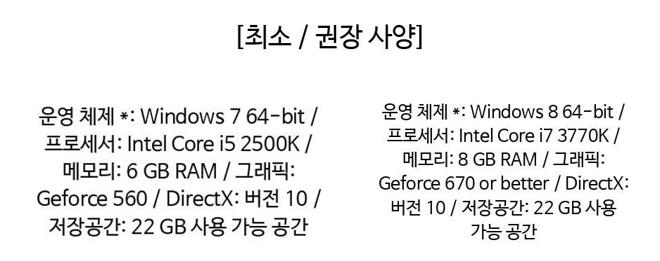 [최소 / 권장 사양]
운영 체제 *: Windows 7 64-bit /
프로세서: Intel Core i5 2500K /
메모리: 6 GB RAM / 그래픽:
Geforce 560 / DirectX: 버전 10 /
저장공간: 22 GB 사용 가능 공간
운영 체제 *: Windows 8 64-bit /
프로세서: Intel Core i7 3770K /
메모리: 8 GB RAM / 그래픽:
Geforce 670 or better / DirectX:
버전 10 / 저장공간: 22 GB 사용
가능 공간